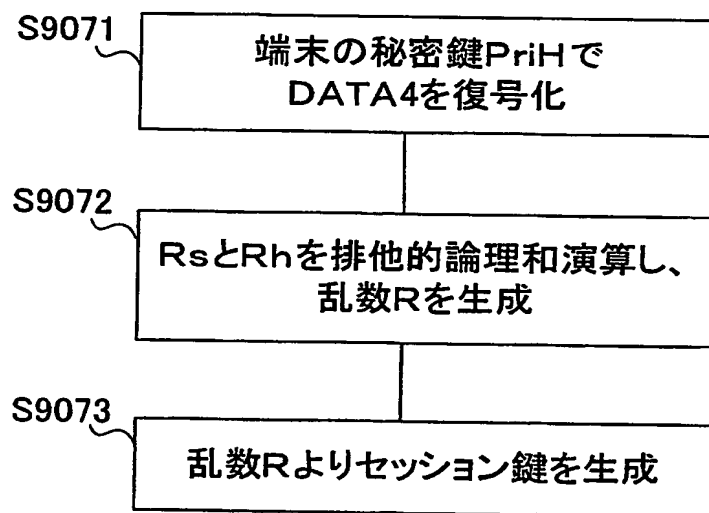 S9071
端末の秘密鍵PriHで
DATA4を復号化
S9072
RsとRhを排他的論理和演算し、
乱数Rを生成
S9073
乱数Rよりセッション鍵を生成